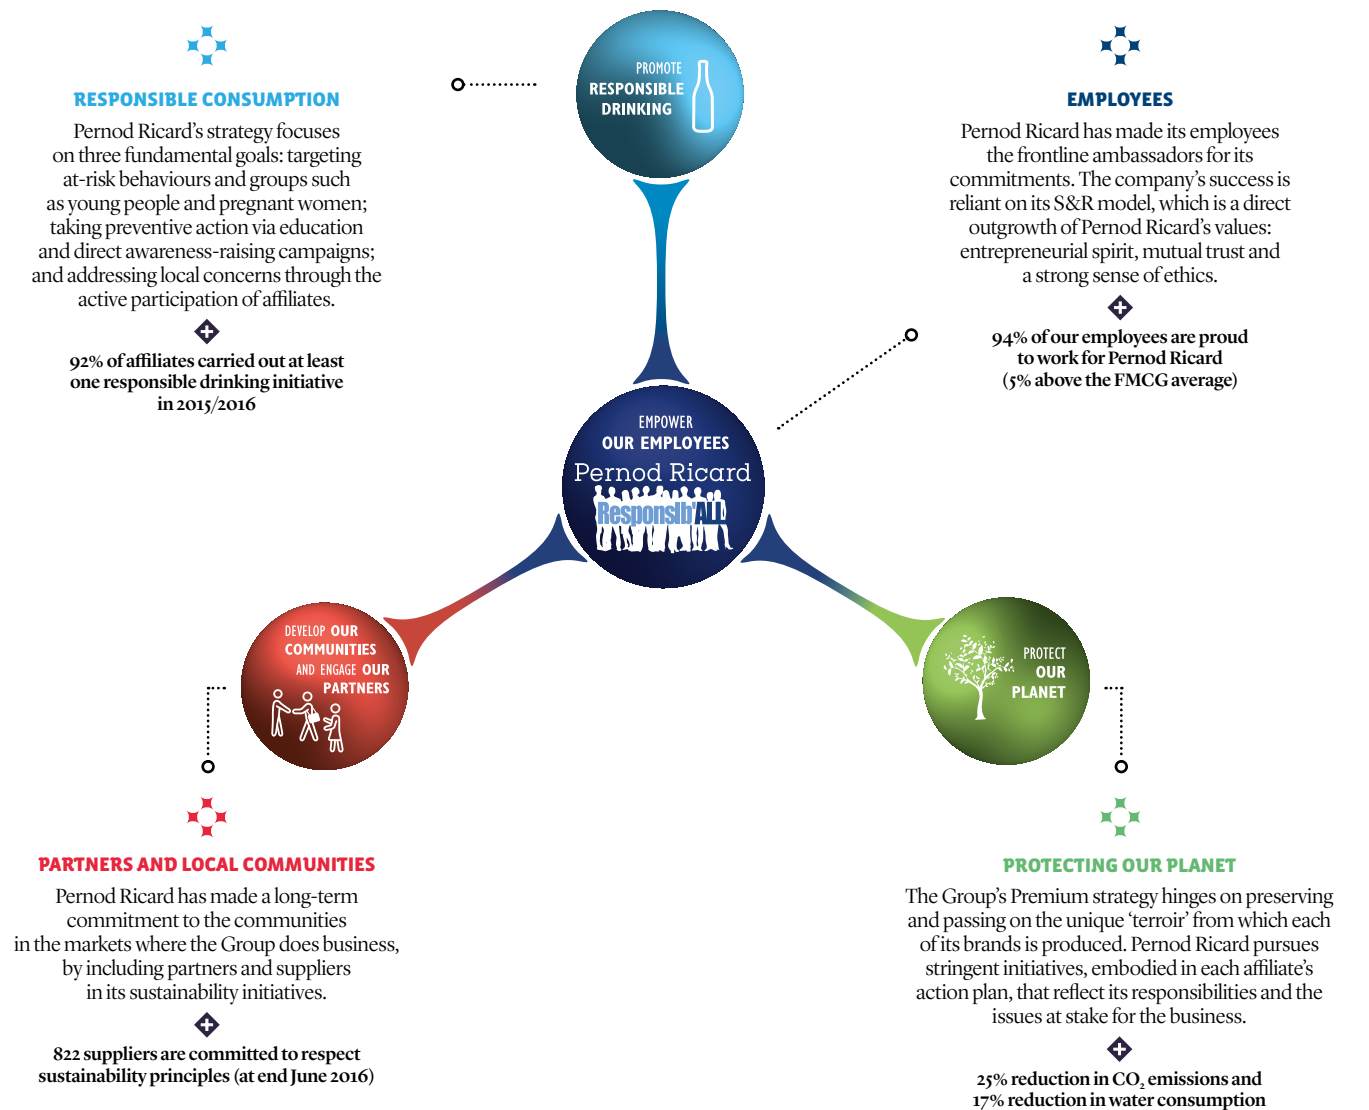 PROMOTE
RESPONSIBLE
DRINKING
RESPONSIBLE CONSUMPTION
Pernod Ricard’s strategy focuses
on three fundamental goals: targeting
at-risk behaviours and groups such
as young people and pregnant women;
taking preventive action via education
and direct awareness-raising campaigns;
and addressing local concerns through the
active participation of affiliates.
92% of affiliates carried out at least
one responsible drinking initiative
in 2015/2016
EMPLOYEES
Pernod Ricard has made its employees
the frontline ambassadors for its
commitments. The company’s success is
reliant on its S&R model, which is a direct
outgrowth of Pernod Ricard’s values:
entrepreneurial spirit, mutual trust and
a strong sense of ethics.
94% of our employees are proud
to work for Pernod Ricard
(5% above the FMCG average)
EMPOWER
OUR EMPLOYEES
Pernod Ricard
Responsib'ALL
DEVELOP OUR
COMMUNITIES
AND ENGAGE OUR
PARTNERS
PROTECT
OUR
PLANET
PARTNERS AND LOCAL COMMUNITIES
Pernod Ricard has made a long-term
commitment to the communities
in the markets where the Group does business,
by including partners and suppliers
in its sustainability initiatives.
822 suppliers are committed to respect
sustainability principles (at end June 2016)
PROTECTING OUR PLANET
The Group’s Premium strategy hinges on preserving
and passing on the unique ‘terroir’ from which each
of its brands is produced. Pernod Ricard pursues
stringent initiatives, embodied in each affiliate’s
action plan, that reflect its responsibilities and the
issues at stake for the business.
25% reduction in CO₂ emissions and
17% reduction in water consumption